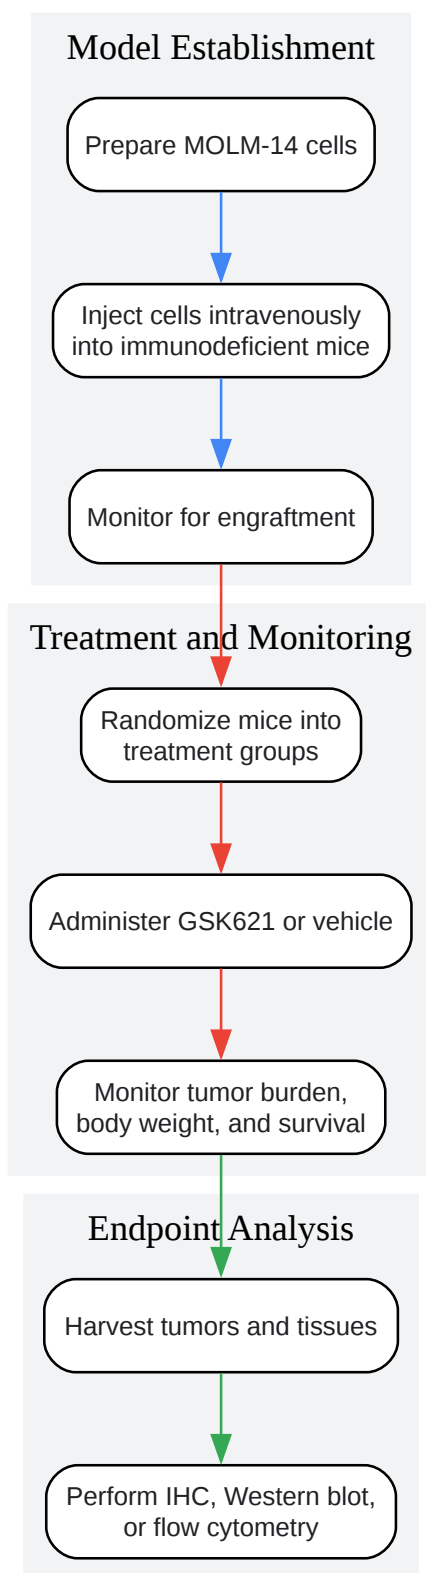 Model Establishment
Prepare MOLM-14 cells
Inject cells intravenously
into immunodeficient mice
Monitor for engraftment
Treatment and Monitoring
Randomize mice into
treatment groups
Administer GSK621 or vehicle
Monitor tumor burden,
body weight, and survival
Endpoint Analysis
Harvest tumors and tissues
Perform IHC, Western blot,
or flow cytometry